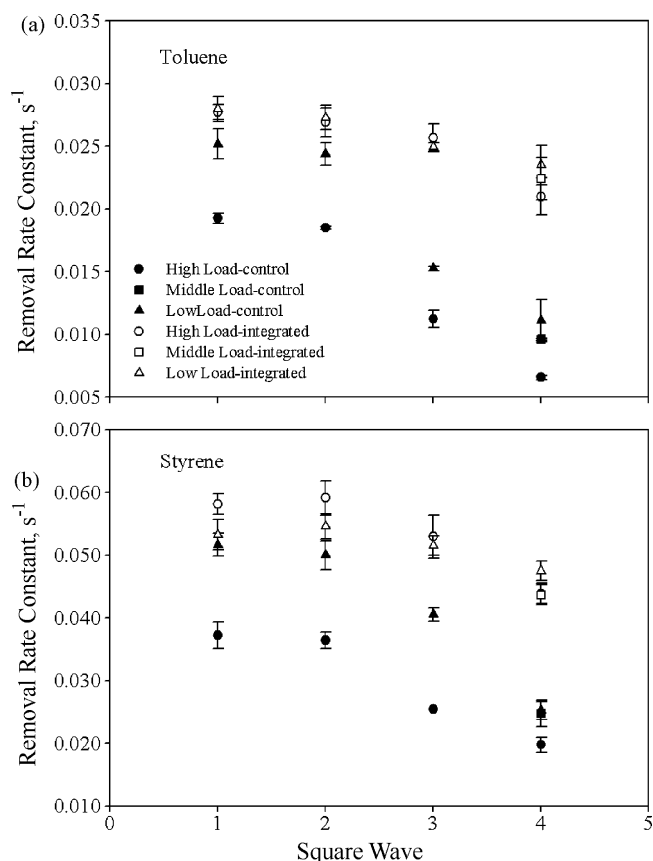 (a)
Toluene
Removal Rate Constant, s⁻¹
0.035
0.030
0.025
0.020
0.015
0.010
0.005
High Load-control
Middle Load-control
LowLoad-control
High Load-integrated
Middle Load-integrated
Low Load-integrated
(b)
Styrene
Removal Rate Constant, s⁻¹
0.070
0.060
0.050
0.040
0.030
0.020
0.010
0 1 2 3 4 5
Square Wave